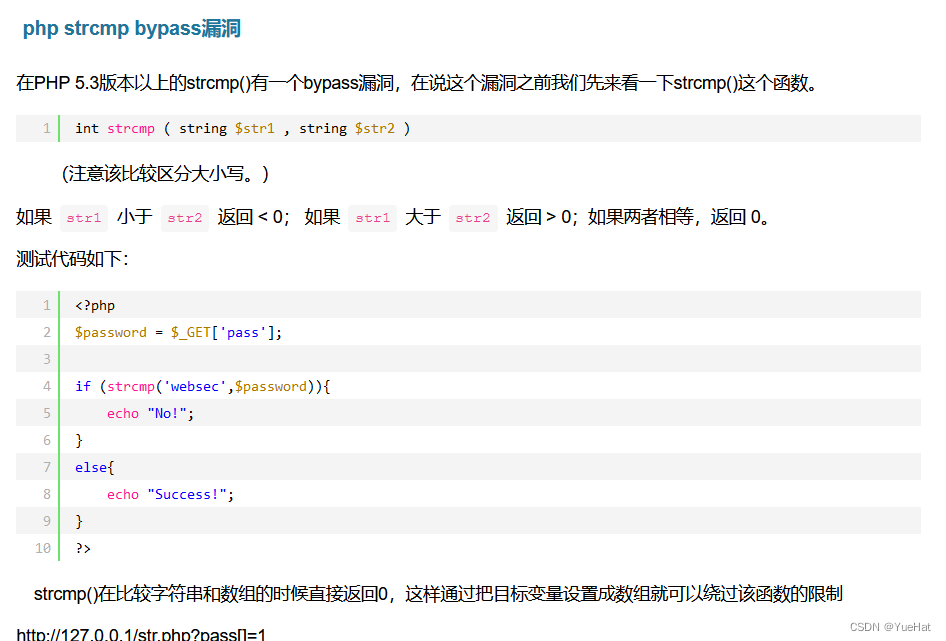 php strcmp bypass漏洞
在PHP 5.3版本以上的strcmp()有一个bypass漏洞，在说这个漏洞之前我们先来看一下strcmp()这个函数。
1 int strcmp ( string $str1 , string $str2 )
（注意该比较区分大小写。）
如果 str1 小于 str2 返回 < 0； 如果 str1 大于 str2 返回 > 0；如果两者相等，返回 0。
测试代码如下：
1 <?php
2 $password = $_GET['pass'];
3
4 if (strcmp('websec',$password)){
5 echo "No!";
6 }
7 else{
8 echo "Success!";
9 }
10 ?>
strcmp()在比较字符串和数组的时候直接返回0，这样通过把目标变量设置成数组就可以绕过该函数的限制
http://127.0.0.1/str.php?pass[]=1
CSDN @YueHat